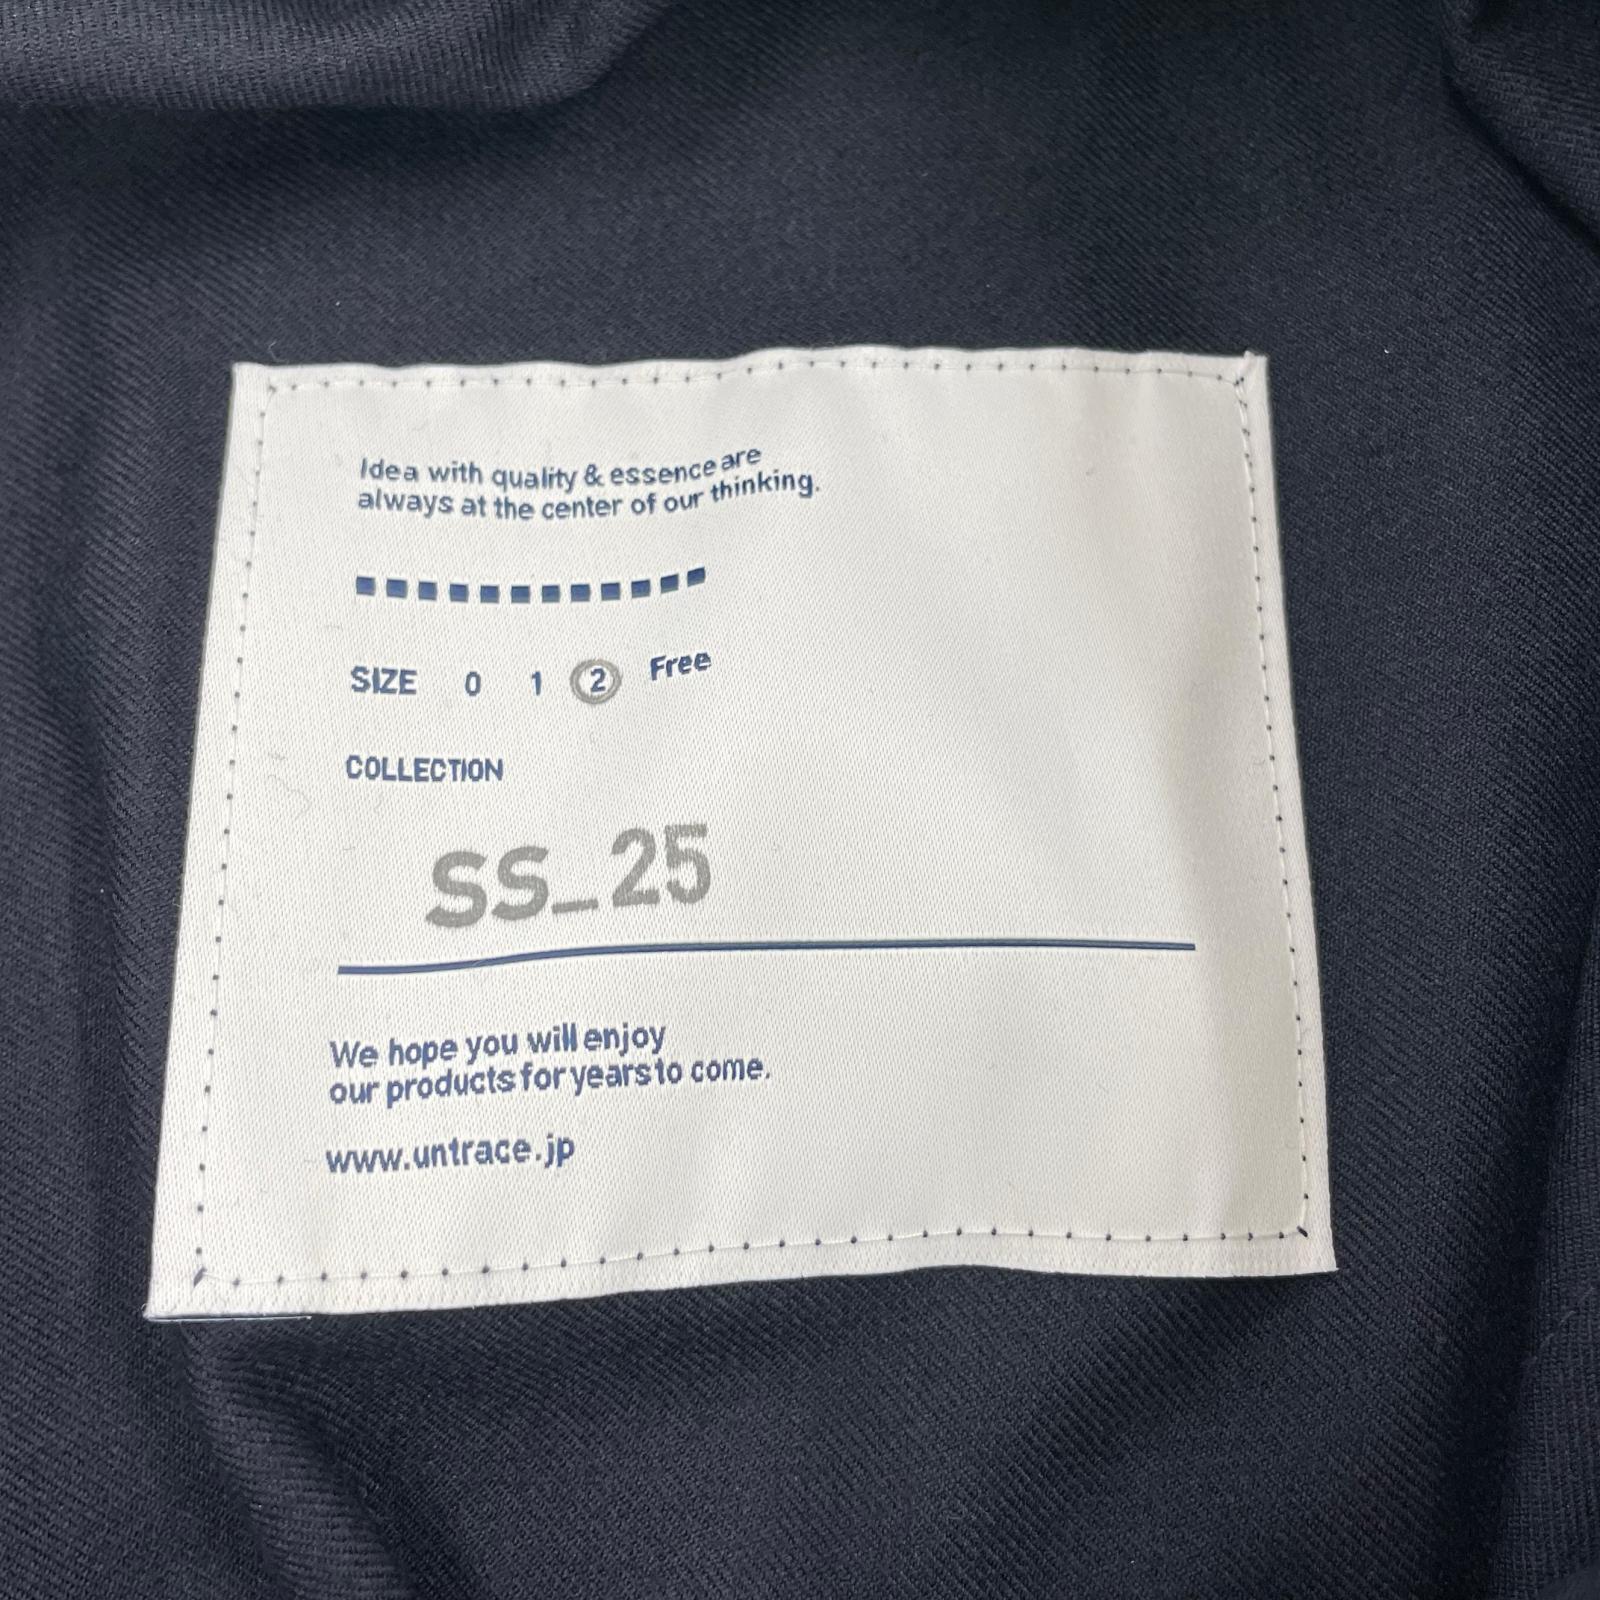 Idea with quality & essence are
always at the center of our thinking.
SIZE 0 1 2 Free
COLLECTION
SS_25
We hope you will enjoy
our products for years to come.
www.untrace.jp